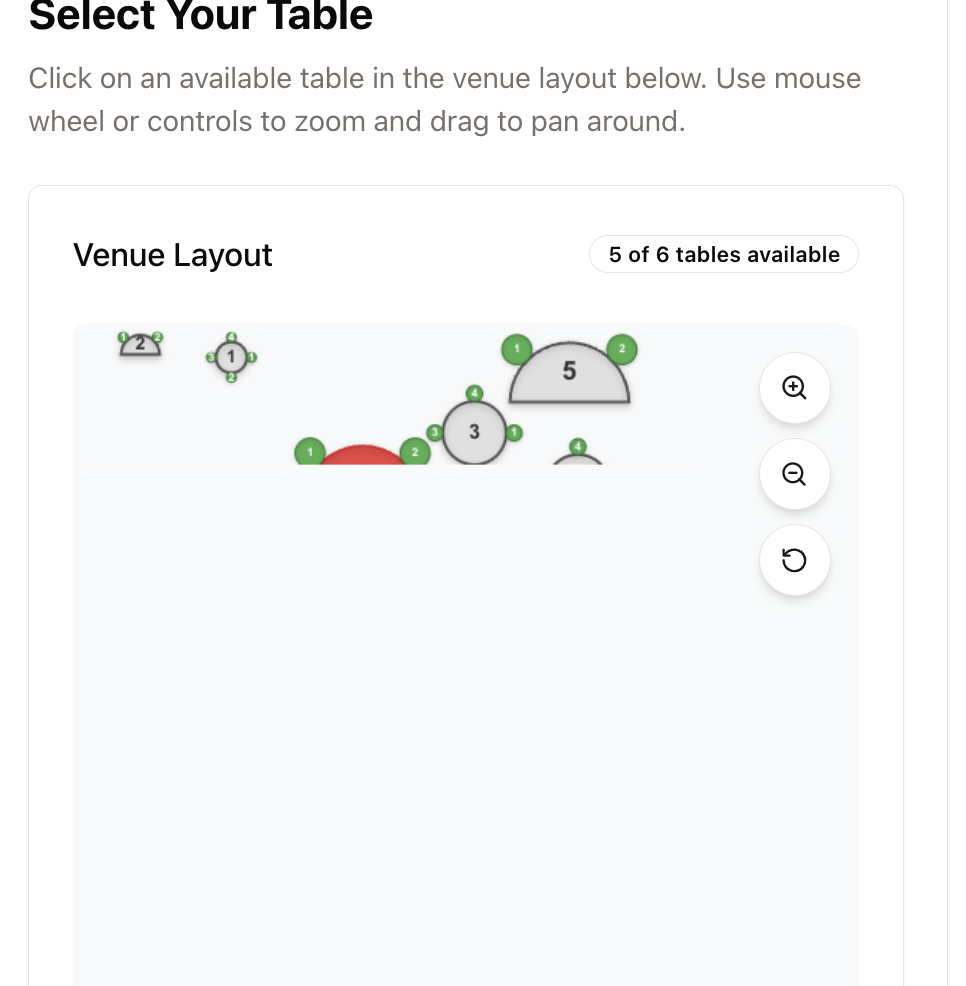 Select Your Table
Click on an available table in the venue layout below. Use mouse
wheel or controls to zoom and drag to pan around.
Venue Layout
5 of 6 tables available
1 2
2
4
3 1 1
2
1 2
5
4
3 3 1
1 2
4